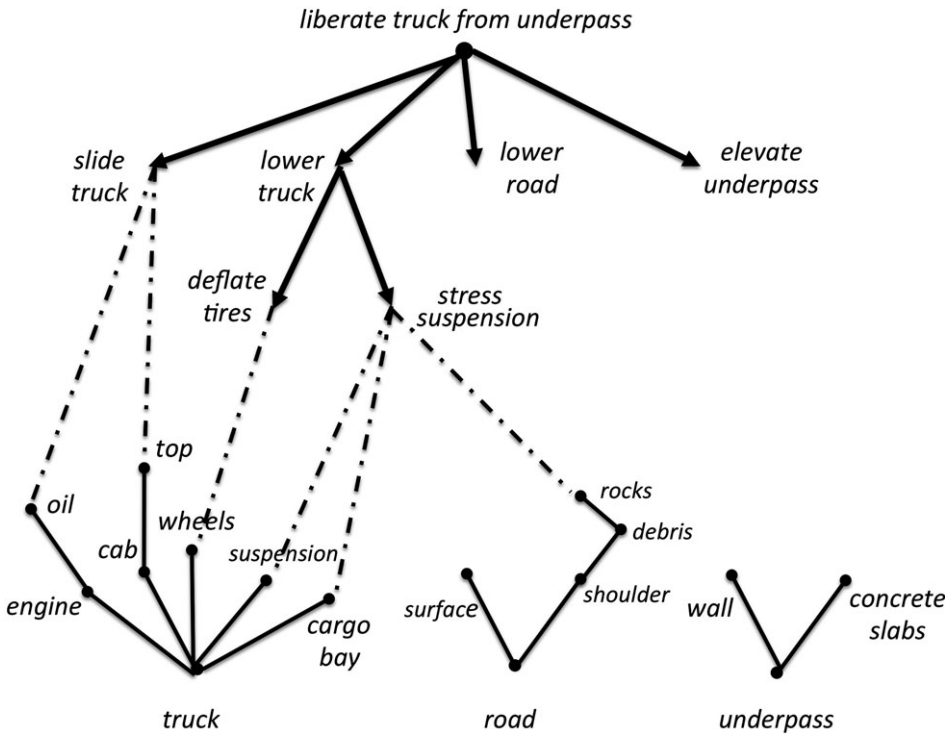 liberate truck from underpass
slide
truck
lower
truck
lower
road
elevate
underpass
deflate
tires
stress
suspension
top
oil
wheels
rocks
cab
suspension
debris
engine
cargo
bay
surface
shoulder
wall
concrete
slabs
truck
road
underpass